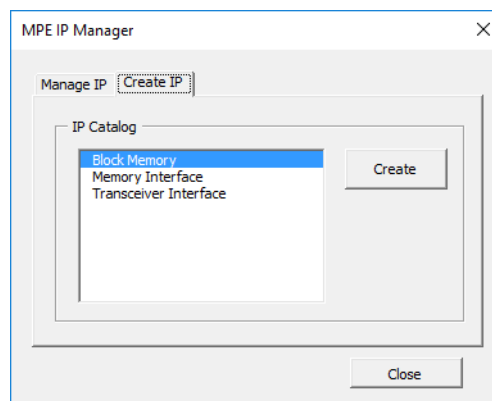 MPE IP Manager
Manage IP Create IP
IP Catalog
Block Memory
Create
Memory Interface
Transceiver Interface
Close